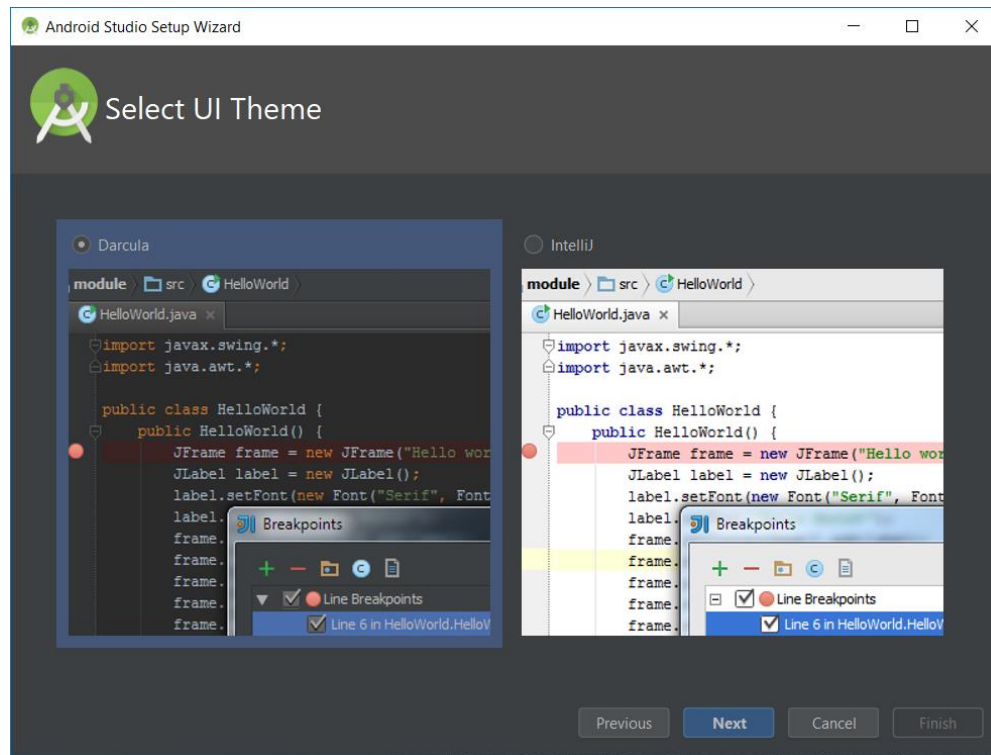 Android Studio Setup Wizard
Select UI Theme
Darcula
module src HelloWorld
HelloWorld.java
import javax.swing.*;
import java.awt.*;
public class HelloWorld {
public HelloWorld() {
JFrame frame = new JFrame("Hello wor
JLabel label = new JLabel();
label.setFont(new Font("Serif", Font
label.
frame.
frame.
frame.
frame.
frame.
Breakpoints
Line Breakpoints
Line 6 in HelloWorld.HelloW
IntelliJ
module src HelloWorld
HelloWorld.java
import javax.swing.*;
import java.awt.*;
public class HelloWorld {
public HelloWorld() {
JFrame frame = new JFrame("Hello wor
JLabel label = new JLabel();
label.setFont(new Font("Serif", Font
label.
frame.
frame.
frame.
frame.
frame.
Breakpoints
Line Breakpoints
Line 6 in HelloWorld.HelloW
Previous Next Cancel Finish